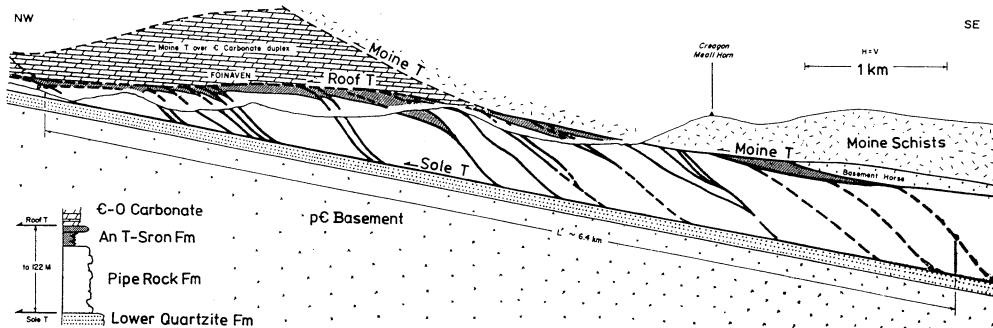 NW
SE
Moine T over Ꞓ Carbonate duplex
Moine T
FOINAVEN
Roof T
Creagan
Meall Horn
H = V
1 km
Moine T
Moine Schists
Basement Horse
Sole T
pꞒ Basement
L' ~ 6.4 km
Ꞓ-O Carbonate
Roof T
An T-Sron Fm
to 122 M
Pipe Rock Fm
Sole T
Lower Quartzite Fm